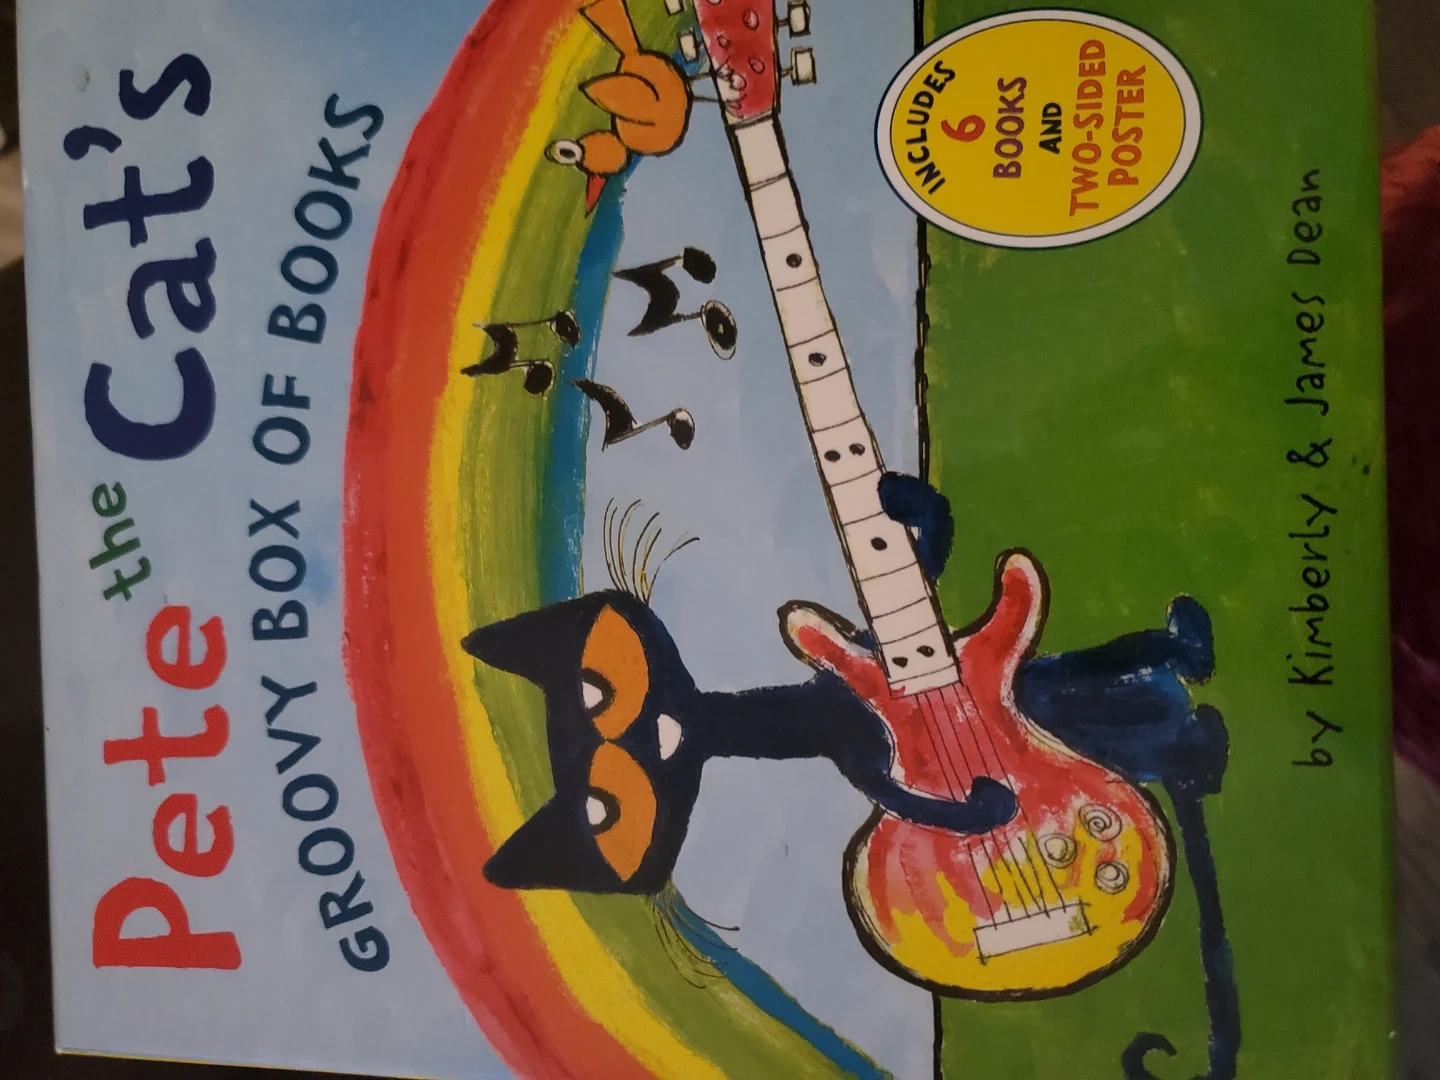 Pete the Cat's
GROOVY BOX OF BOOKS
INCLUDES
6
BOOKS
AND
TWO-SIDED
POSTER
by Kimberly & James Dean